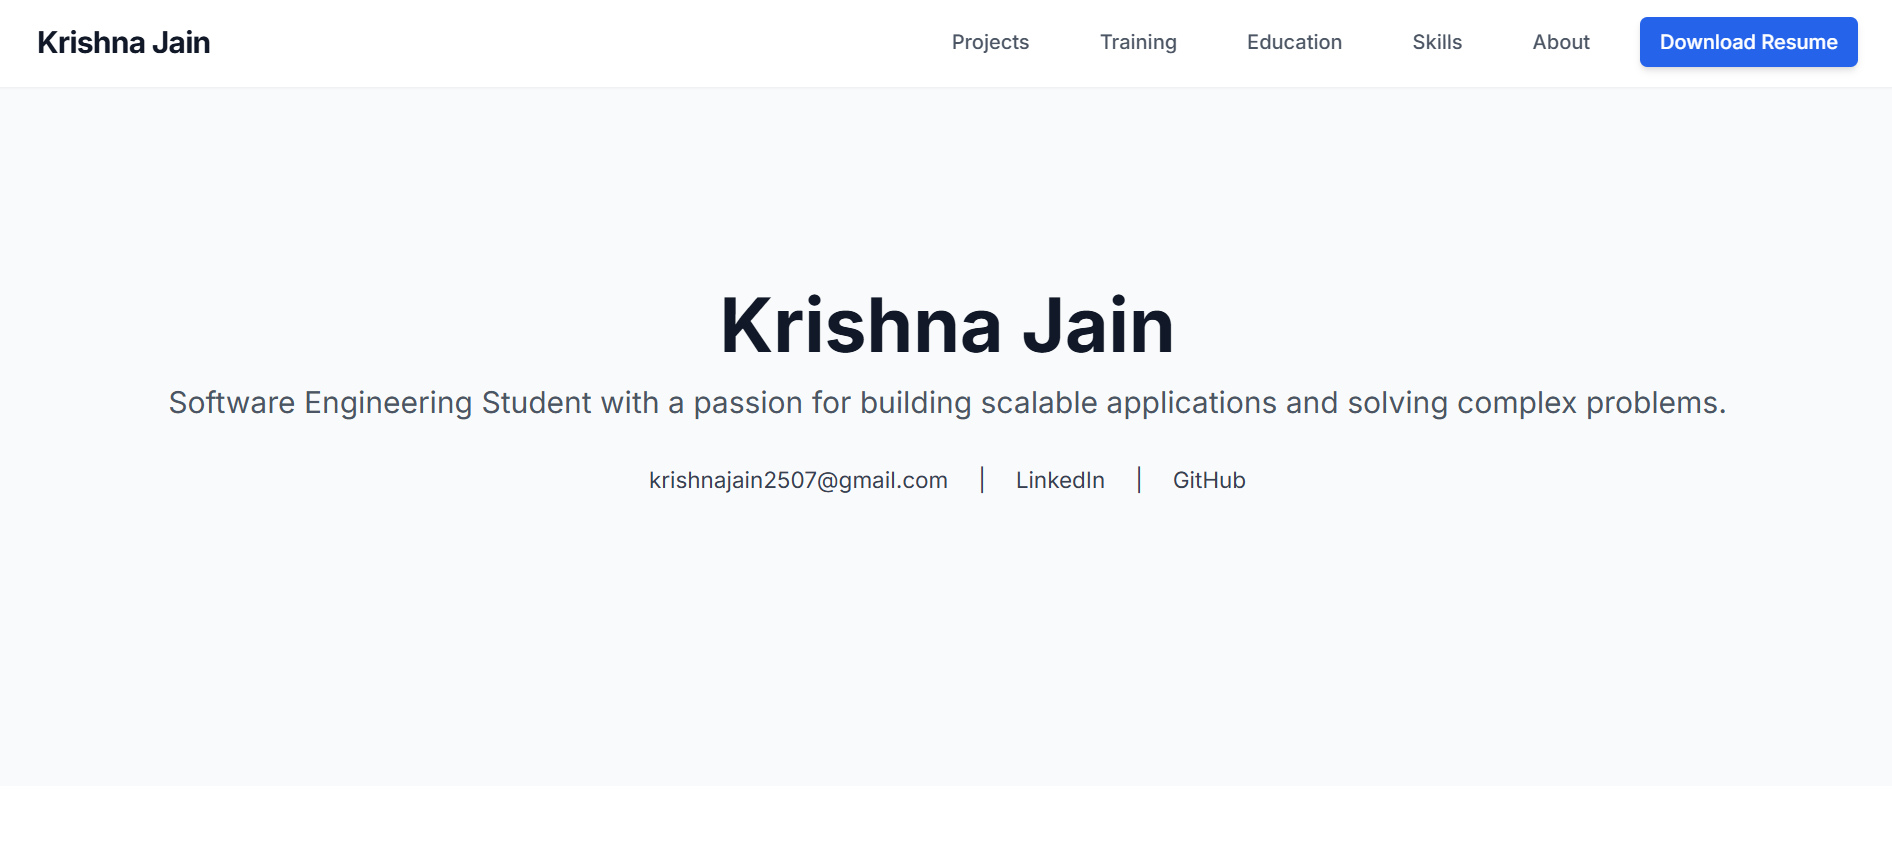 Krishna Jain
Projects Training Education Skills About Download Resume
Krishna Jain
Software Engineering Student with a passion for building scalable applications and solving complex problems.
krishnajain2507@gmail.com | LinkedIn | GitHub